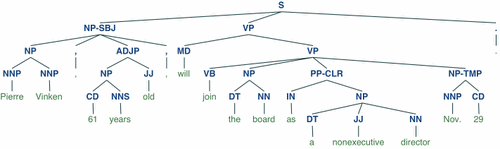 S
NP-SBJ VP .
NP , ADJP , MD VP
NNP NNP NP JJ will VB NP PP-CLR NP-TMP
Pierre Vinken CD NNS old join DT NN IN NP NNP CD
61 years the board as DT JJ NN Nov. 29
a nonexecutive director